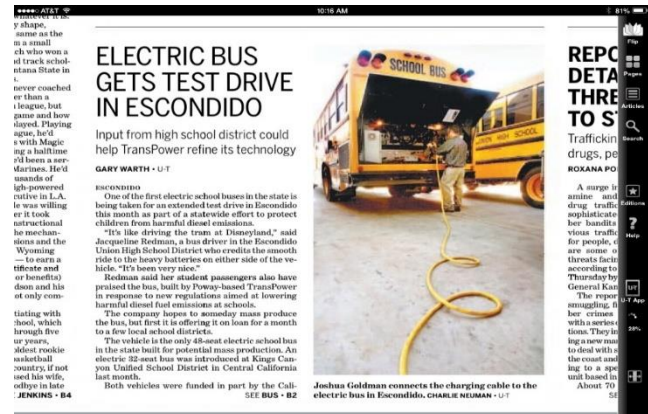 AT&T
10:16 AM
81%
whatever it is.
y shape,
same as the
m a small
ch who won a
nd track schol-
ntana State in
never coached
er than a
league, but
game and how
layed. Playing
ague, he'd
s with Magic
ng a halftime
'd been a ser-
Marines. He'd
usands of
igh-powered
cutive in L.A.
le was willing
er it took
nstructional
he mechan-
sions and the
Wyoming
— to earn a
tificate and
or benefits)
dson and his
ot only com-
tiating with
hool, which
hrough five
ur years,
oldest rookie
asketball
ountry, if not
sed his wife,
odbye in late
JENKINS • B4
ELECTRIC BUS
GETS TEST DRIVE
IN ESCONDIDO
Input from high school district could
help TransPower refine its technology
GARY WARTH • U-T
ESCONDIDO
One of the first electric school buses in the state is
being taken for an extended test drive in Escondido
this month as part of a statewide effort to protect
children from harmful diesel emissions.
"It's like driving the tram at Disneyland," said
Jacqueline Redman, a bus driver in the Escondido
Union High School District who credits the smooth
ride to the heavy batteries on either side of the ve-
hicle. "It's been very nice."
Redman said her student passengers also have
praised the bus, built by Poway-based TransPower
in response to new regulations aimed at lowering
harmful diesel fuel emissions at schools.
The company hopes to someday mass produce
the bus, but first it is offering it on loan for a month
to a few local school districts.
The vehicle is the only 48-seat electric school bus
in the state built for potential mass production. An
electric 32-seat bus was introduced at Kings Can-
yon Unified School District in Central California
last month.
Both vehicles were funded in part by the Cali-
SEE BUS • B2
SCHOOL BUS
HIGH SCHOOL
Joshua Goldman connects the charging cable to the
electric bus in Escondido. CHARLIE NEUMAN • U-T
REPO
DETA
THRE
TO S
Traffickin
drugs, pe
ROXANA PO
A surge i
amine and
drug traffic
sophisticate
ber bandits
vious traffic
for people, d
are some o
threats facin
according to
Thursday by
General Kam
The repor
smuggling, fi
ber crimes
with a series o
tions. They in
ing a new mar
to deal with s
the coast and
ing to a spe
unit based in
About 70
SE
Flip
Pages
Articles
Search
Editions
Help
U-T
U-T App
28%